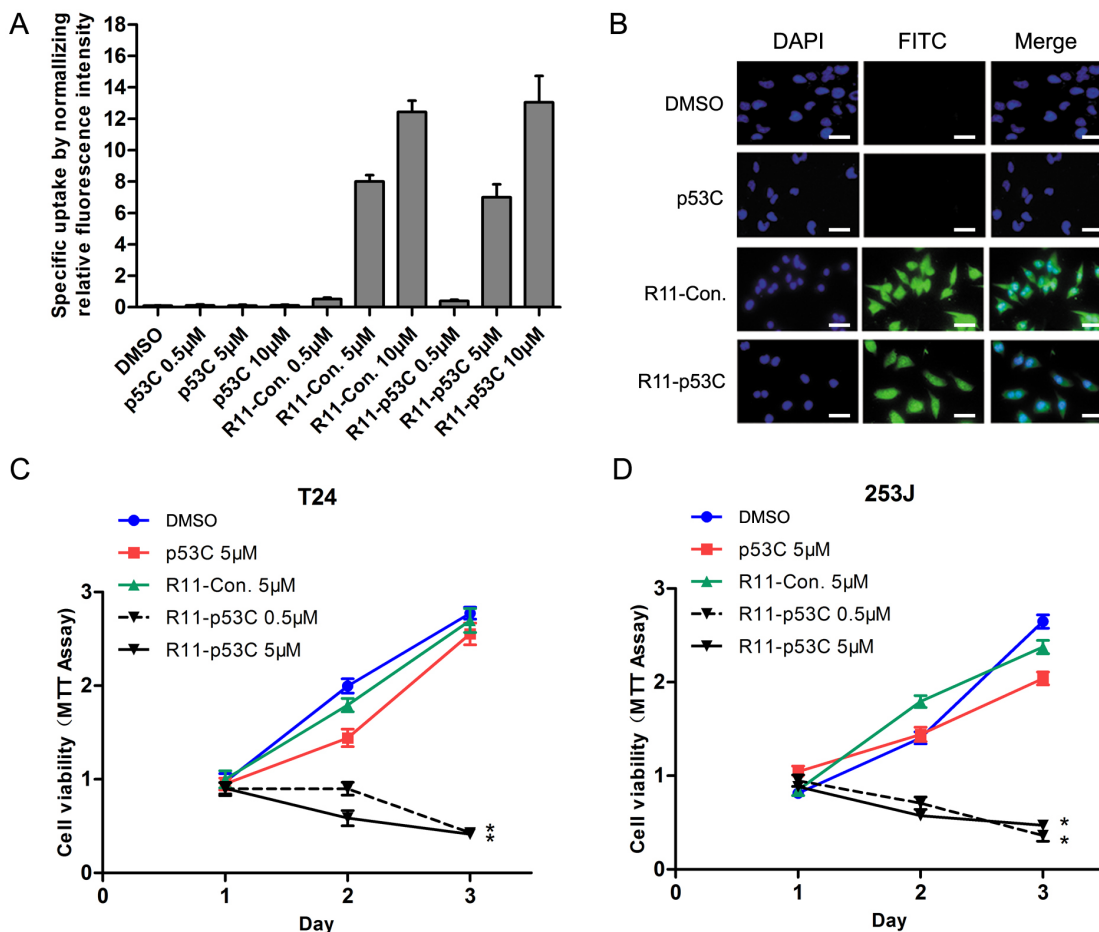 A
Specific uptake by normallizing
relative fluorescence intensity
18
16
14
12
10
8
6
4
2
0
DMSO
p53C 0.5μM
p53C 5μM
p53C 10μM
R11-Con. 0.5μM
R11-Con. 5μM
R11-Con. 10μM
R11-p53C 0.5μM
R11-p53C 5μM
R11-p53C 10μM
B
DAPI FITC Merge
DMSO
p53C
R11-Con.
R11-p53C
C
T24
DMSO
p53C 5μM
R11-Con. 5μM
R11-p53C 0.5μM
R11-p53C 5μM
Cell viability (MTT Assay)
3
2
1
0
*
*
0 1 2 3
Day
D
253J
DMSO
p53C 5μM
R11-Con. 5μM
R11-p53C 0.5μM
R11-p53C 5μM
Cell viability (MTT Assay)
3
2
1
0
*
*
0 1 2 3
Day